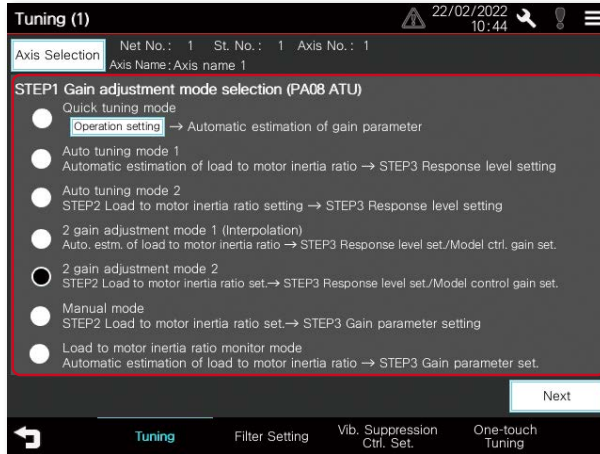 Tuning (1)
22/02/2022
10:44
Axis Selection
Net No.: 1 St. No.: 1 Axis No.: 1
Axis Name:Axis name 1
STEP1 Gain adjustment mode selection (PA08 ATU)
Quick tuning mode
Operation setting → Automatic estimation of gain parameter
Auto tuning mode 1
Automatic estimation of load to motor inertia ratio → STEP3 Response level setting
Auto tuning mode 2
STEP2 Load to motor inertia ratio setting → STEP3 Response level setting
2 gain adjustment mode 1 (Interpolation)
Auto. estm. of load to motor inertia ratio → STEP3 Response level set./Model ctrl. gain set.
2 gain adjustment mode 2
STEP2 Load to motor inertia ratio set.→ STEP3 Response level set./Model control gain set.
Manual mode
STEP2 Load to motor inertia ratio set.→ STEP3 Gain parameter setting
Load to motor inertia ratio monitor mode
Automatic estimation of load to motor inertia ratio → STEP3 Gain parameter set.
Next
Tuning
Filter Setting
Vib. Suppression
Ctrl. Set.
One-touch
Tuning